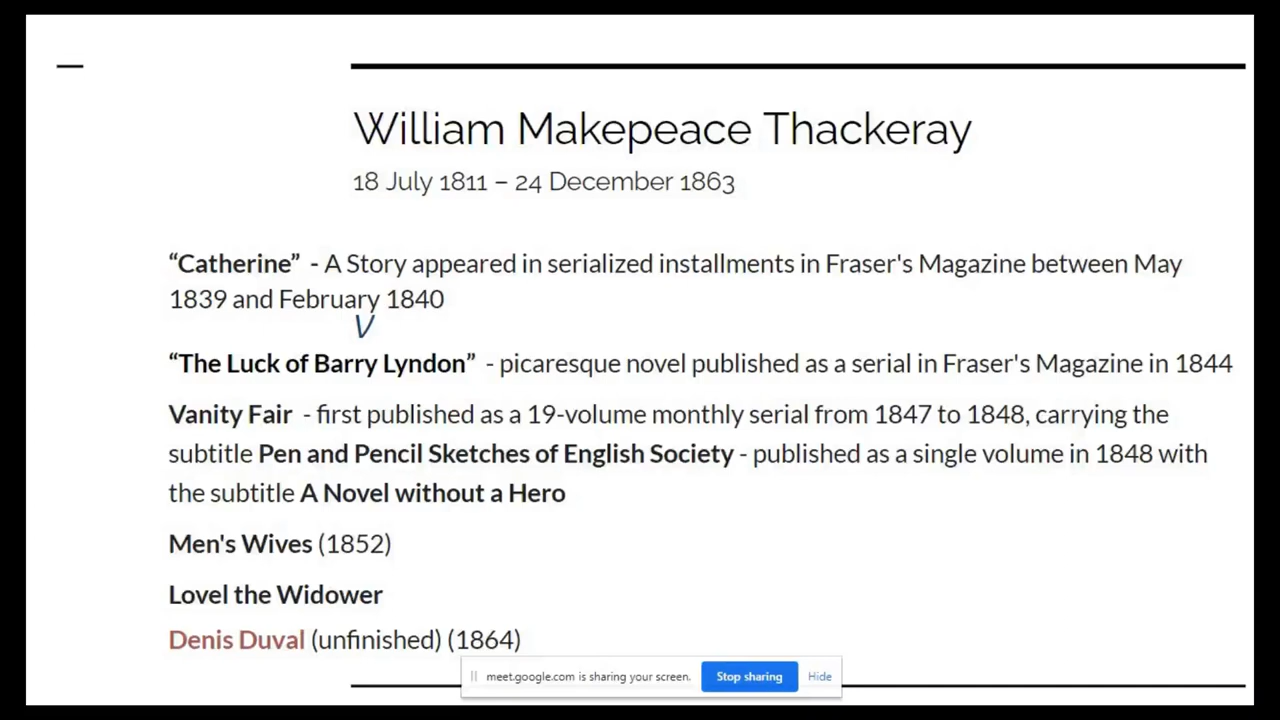 William Makepeace Thackeray
18 July 1811 – 24 December 1863
“Catherine” - A Story appeared in serialized installments in Fraser's Magazine between May
1839 and February 1840
V
“The Luck of Barry Lyndon” - picaresque novel published as a serial in Fraser's Magazine in 1844
Vanity Fair - first published as a 19-volume monthly serial from 1847 to 1848, carrying the
subtitle Pen and Pencil Sketches of English Society - published as a single volume in 1848 with
the subtitle A Novel without a Hero
Men's Wives (1852)
Lovel the Widower
Denis Duval (unfinished) (1864)
meet.google.com is sharing your screen. Stop sharing Hide